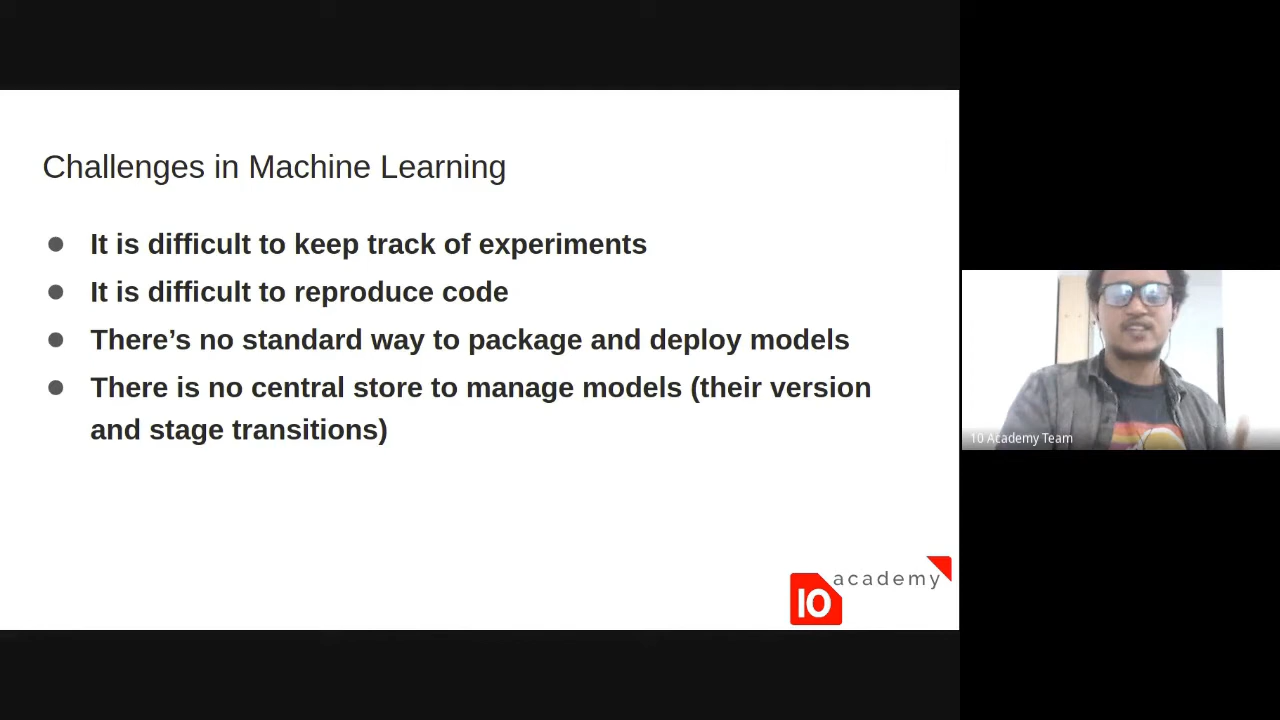 Challenges in Machine Learning
● It is difficult to keep track of experiments
● It is difficult to reproduce code
● There’s no standard way to package and deploy models
● There is no central store to manage models (their version
and stage transitions)
10 academy
10 Academy Team